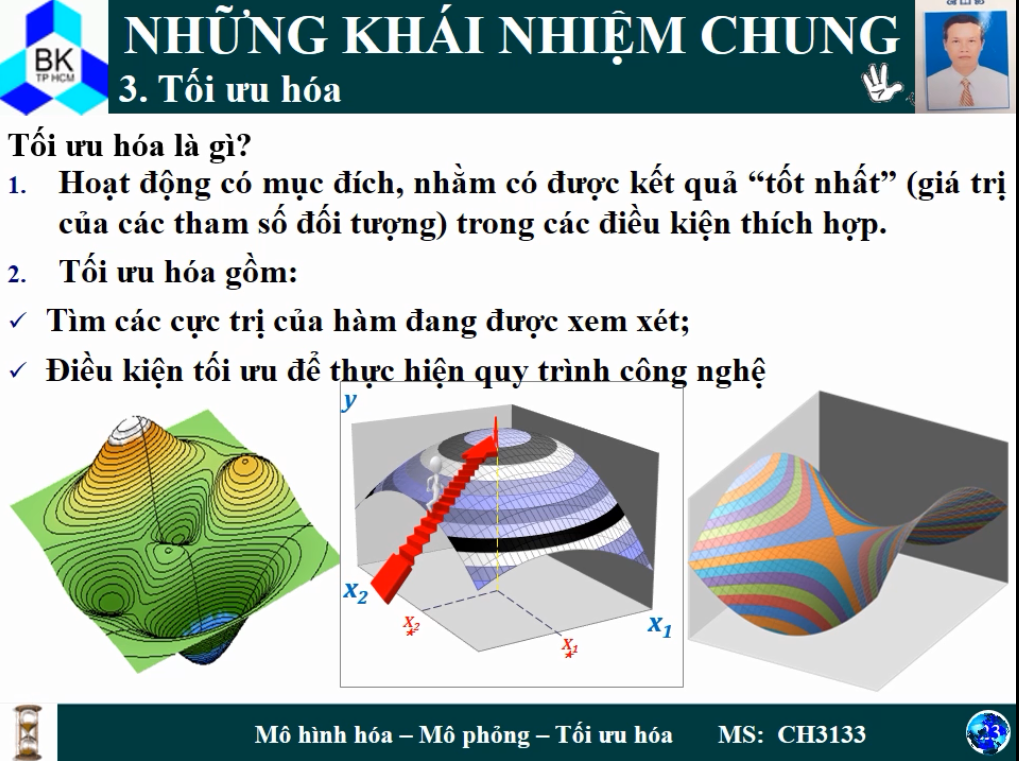 NHỮNG KHÁI NIỆM CHUNG
BK
TP HCM
3. Tối ưu hóa
Tối ưu hóa là gì?
1. Hoạt động có mục đích, nhằm có được kết quả “tốt nhất” (giá trị
của các tham số đối tượng) trong các điều kiện thích hợp.
2. Tối ưu hóa gồm:
✓ Tìm các cực trị của hàm đang được xem xét;
✓ Điều kiện tối ưu để thực hiện quy trình công nghệ
y
x₂
x₂
*
x₁
*
x₁
Mô hình hóa – Mô phỏng – Tối ưu hóa MS: CH3133
23